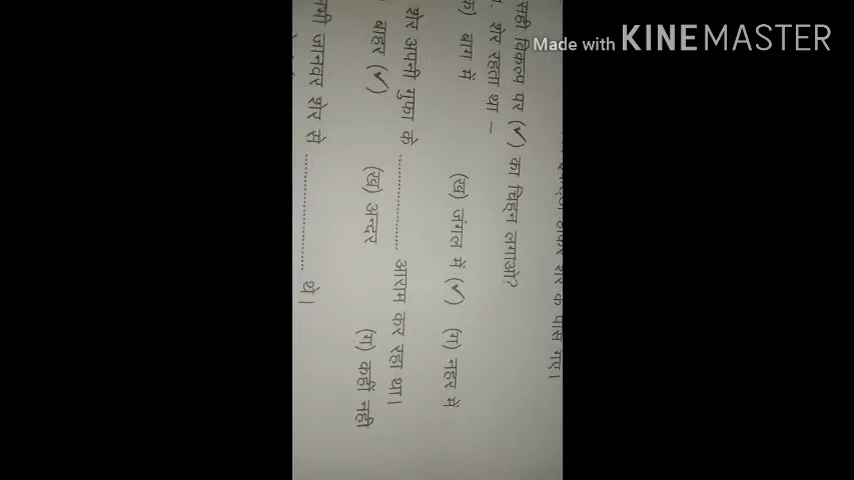 Made with KINEMASTER
शेर के पास गए।
सही विकल्प पर (✓) का चिह्न लगाओ?
. शेर रहता था –
क) बाग में (ख) जंगल में (✓) (ग) नहर में
शेर अपनी गुफा के .................... आराम कर रहा था।
बाहर (✓) (ख) अन्दर (ग) कहीं नही
जानवर शेर से ........................ थे।